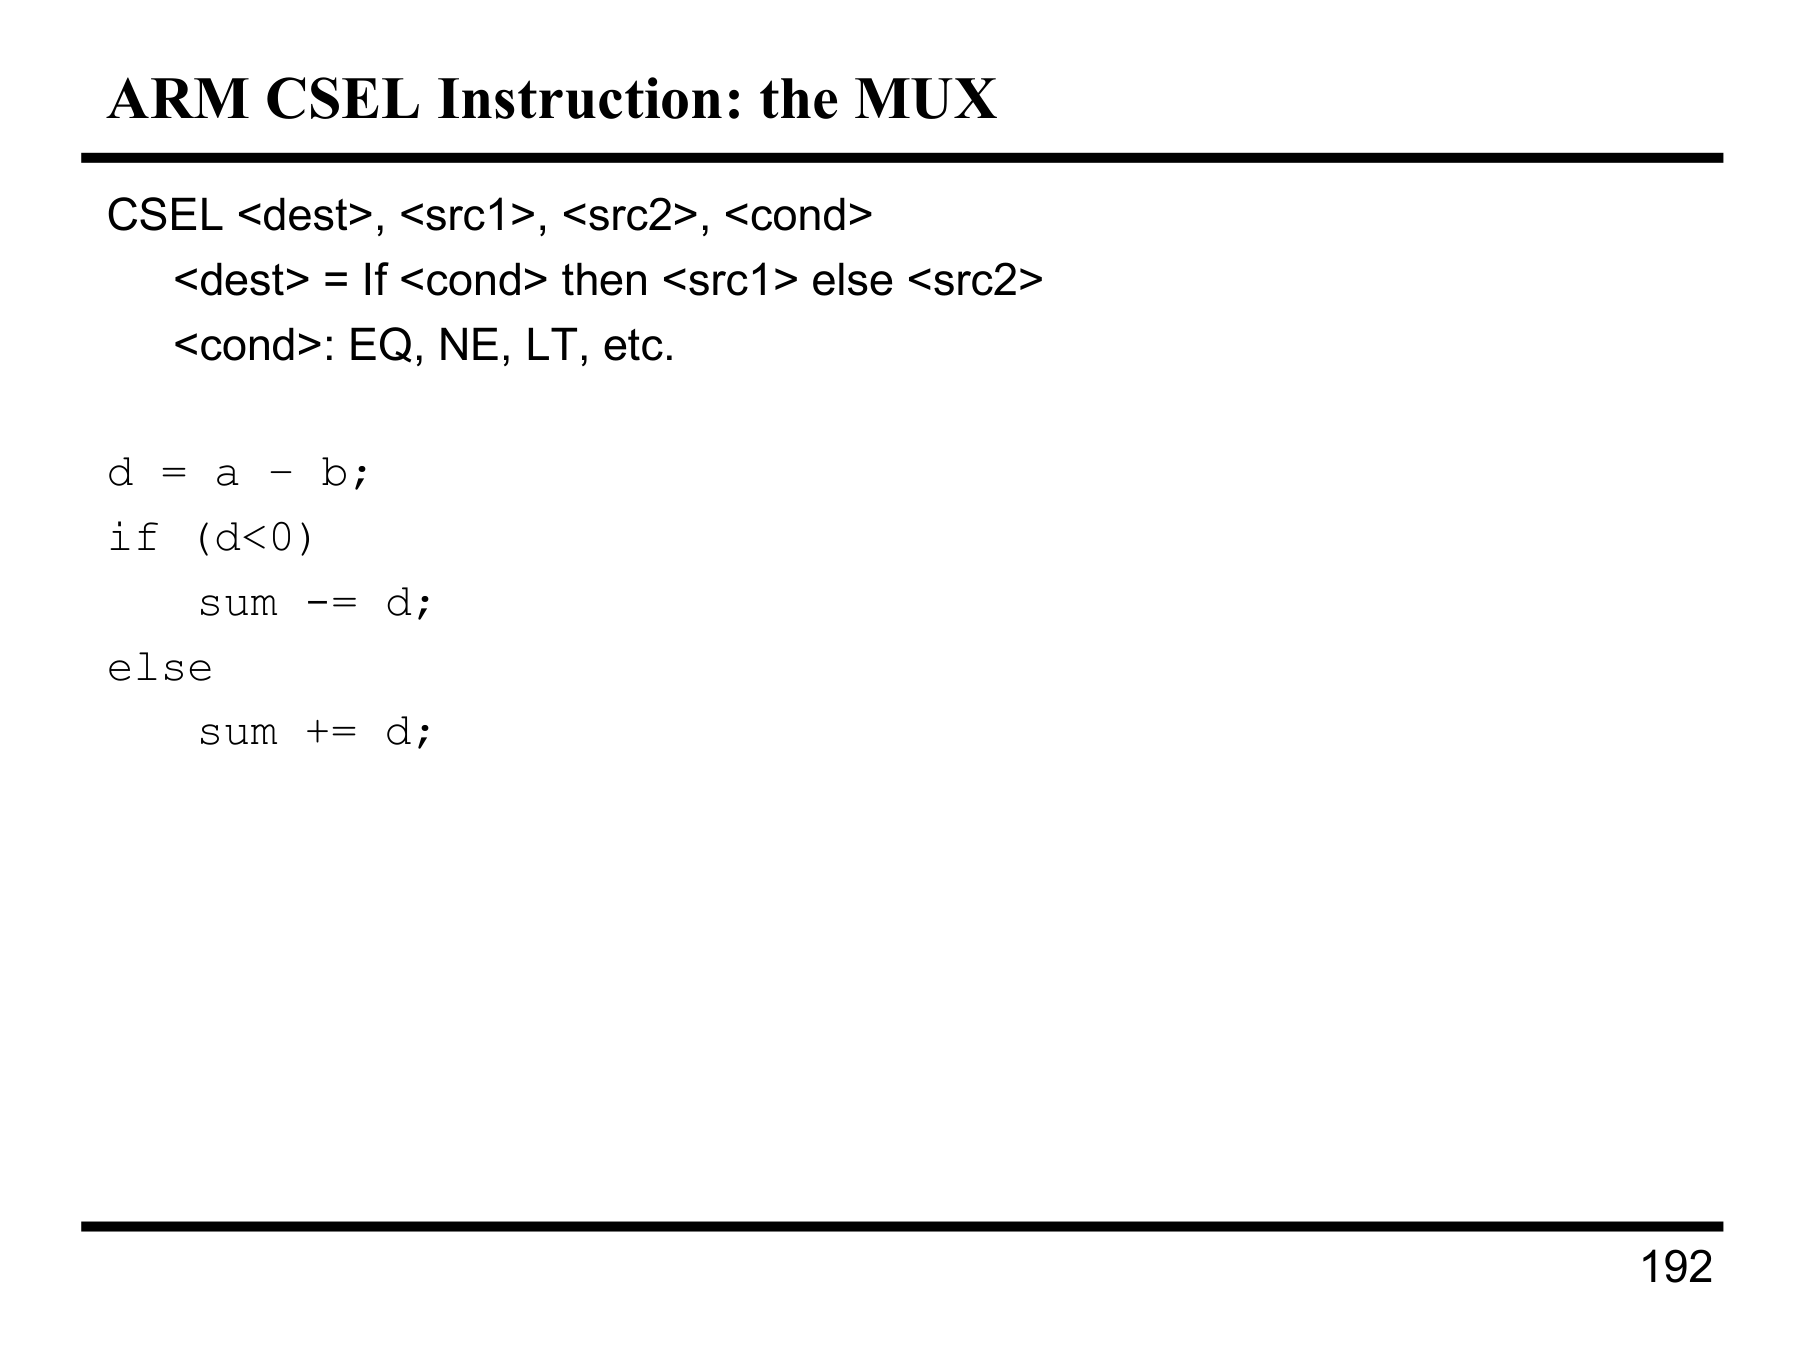 ARM CSEL Instruction: the MUX
CSEL <dest>, <src1>, <src2>, <cond>
<dest> = If <cond> then <src1> else <src2>
<cond>: EQ, NE, LT, etc.
d = a – b;
if (d<0)
sum -= d;
else
sum += d;
192